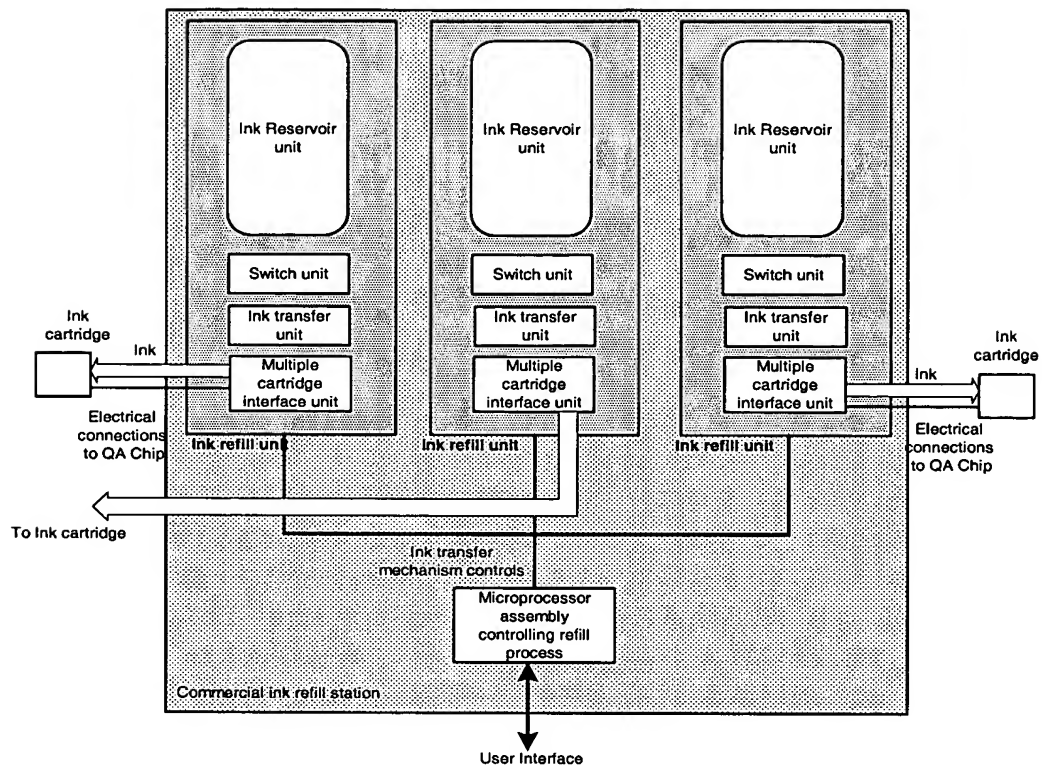 Ink Reservoir
unit
Ink Reservoir
unit
Ink Reservoir
unit
Switch unit
Switch unit
Switch unit
Ink transfer
unit
Ink transfer
unit
Ink transfer
unit
Ink
cartridge
Ink
Multiple
cartridge
interface unit
Multiple
cartridge
interface unit
Multiple
cartridge
interface unit
Ink
Ink
cartridge
Electrical
connections
to QA Chip
Ink refill unit
Ink refill unit
Ink refill unit
Electrical
connections
to QA Chip
To Ink cartridge
Ink transfer
mechanism controls
Microprocessor
assembly
controlling refill
process
Commercial ink refill station
User Interface